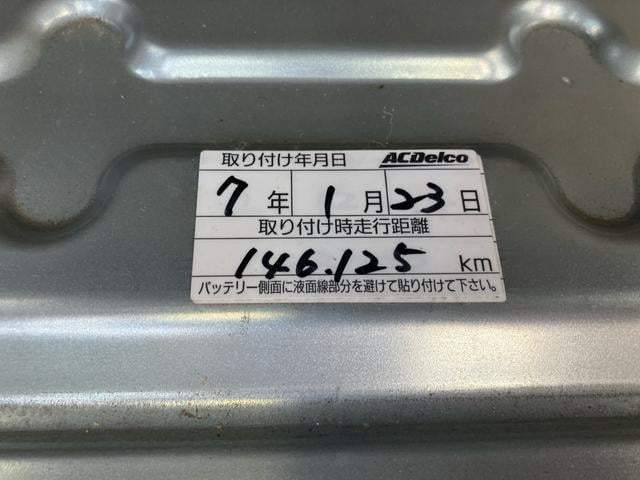 取り付け年月日 ACDelco
7年 1月 23日
取り付け時走行距離
146.125 km
バッテリー側面に液面線部分を避けて貼り付けて下さい。